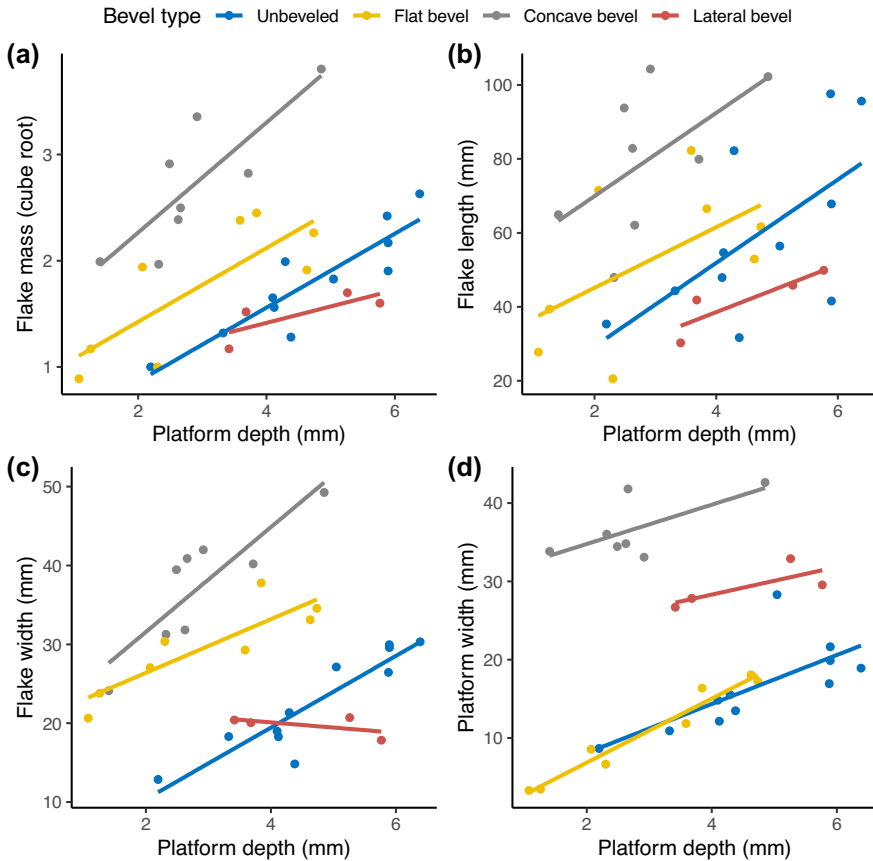 Bevel type Unbeveled Flat bevel Concave bevel Lateral bevel
(a)
Flake mass (cube root)
3
2
1
2 4 6
Platform depth (mm)
(b)
Flake length (mm)
100
80
60
40
20
2 4 6
Platform depth (mm)
(c)
Flake width (mm)
50
40
30
20
10
2 4 6
Platform depth (mm)
(d)
Platform width (mm)
40
30
20
10
2 4 6
Platform depth (mm)